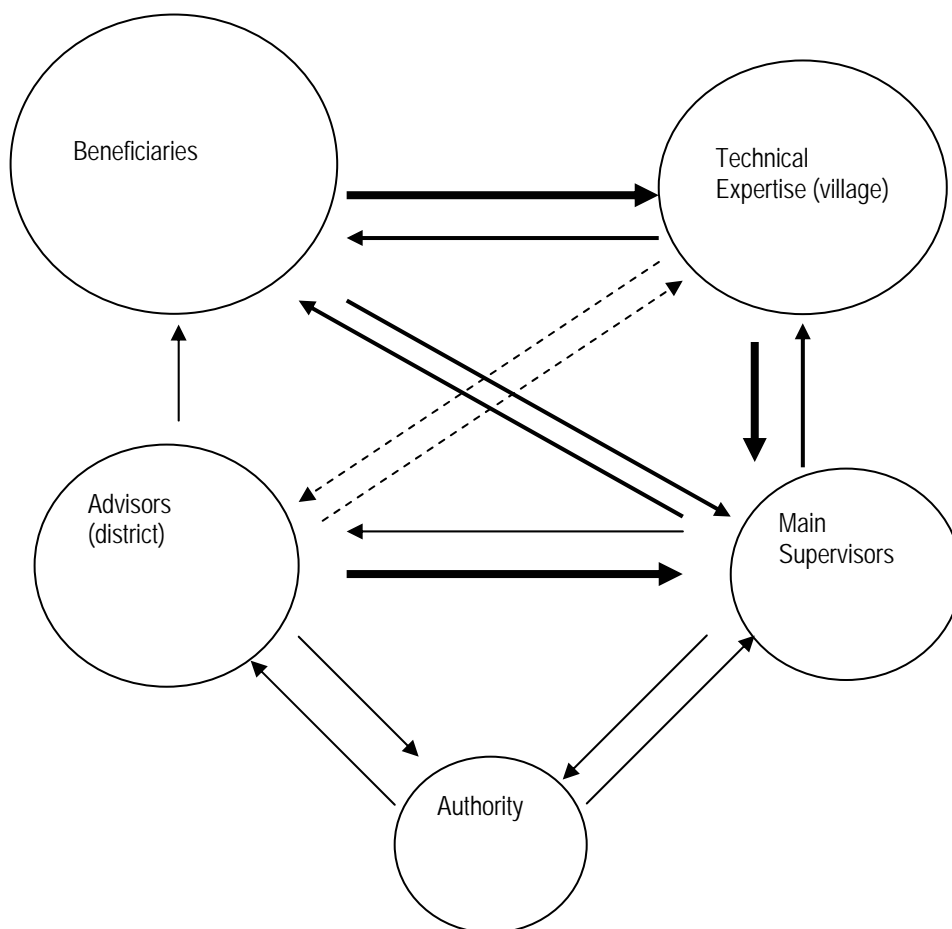 Beneficiaries
Technical
Expertise (village)
Advisors
(district)
Main
Supervisors
Authority